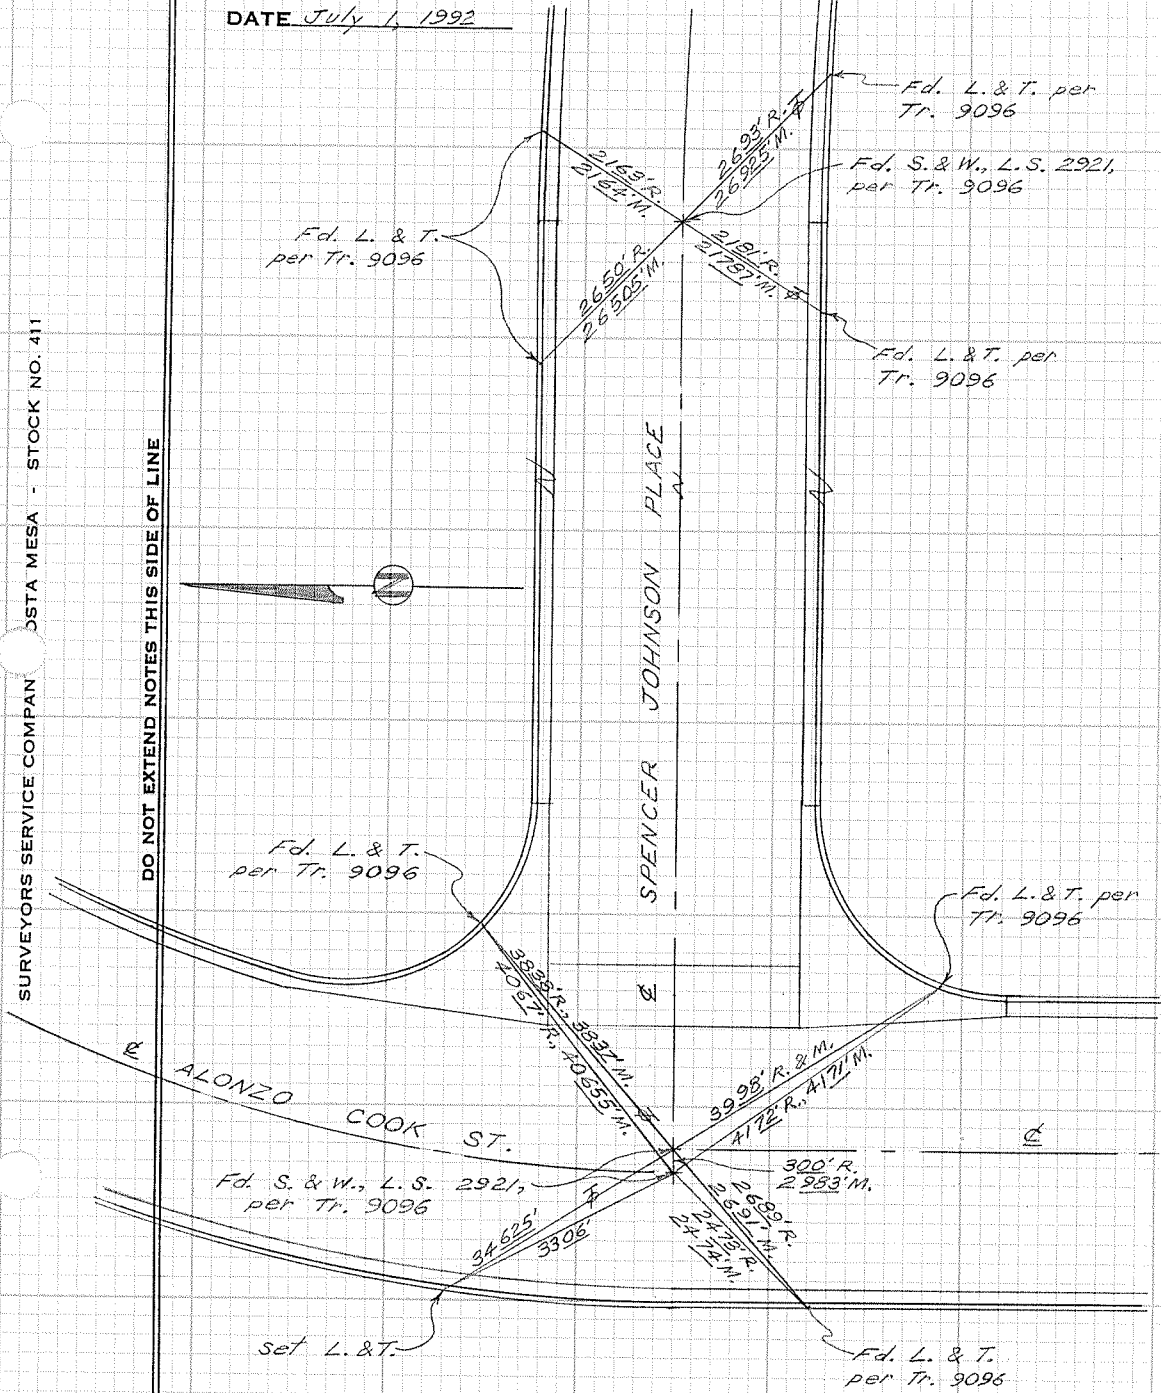 DATE July 1, 1992
Fd. L. & T. per
Tr. 9096
2695' R.
26925' M.
2163' R.
2164' M.
Fd. S. & W., L.S. 2921,
per Tr. 9096
Fd. L. & T.
per Tr. 9096
2181' R.
21787' M.
2650' R.
26505' M.
Fd. L. & T. per
Tr. 9096
SURVEYORS SERVICE COMPAN OSTA MESA - STOCK NO. 411
DO NOT EXTEND NOTES THIS SIDE OF LINE
SPENCER JOHNSON PLACE
N
Fd. L. & T.
per Tr. 9096
Fd. L. & T. per
Tr. 9096
3838' R., 3837' M.
4067' R., 40655' M.
3998' R. & M.
4172' R., 4171' M.
ALONZO COOK ST.
300' R.
2983' M.
Fd. S. & W., L.S. 2921,
per Tr. 9096
2689' R.
2691' M.
2473' R.
2474' M.
34625'
3306'
set L. & T.
Fd. L. & T.
per Tr. 9096